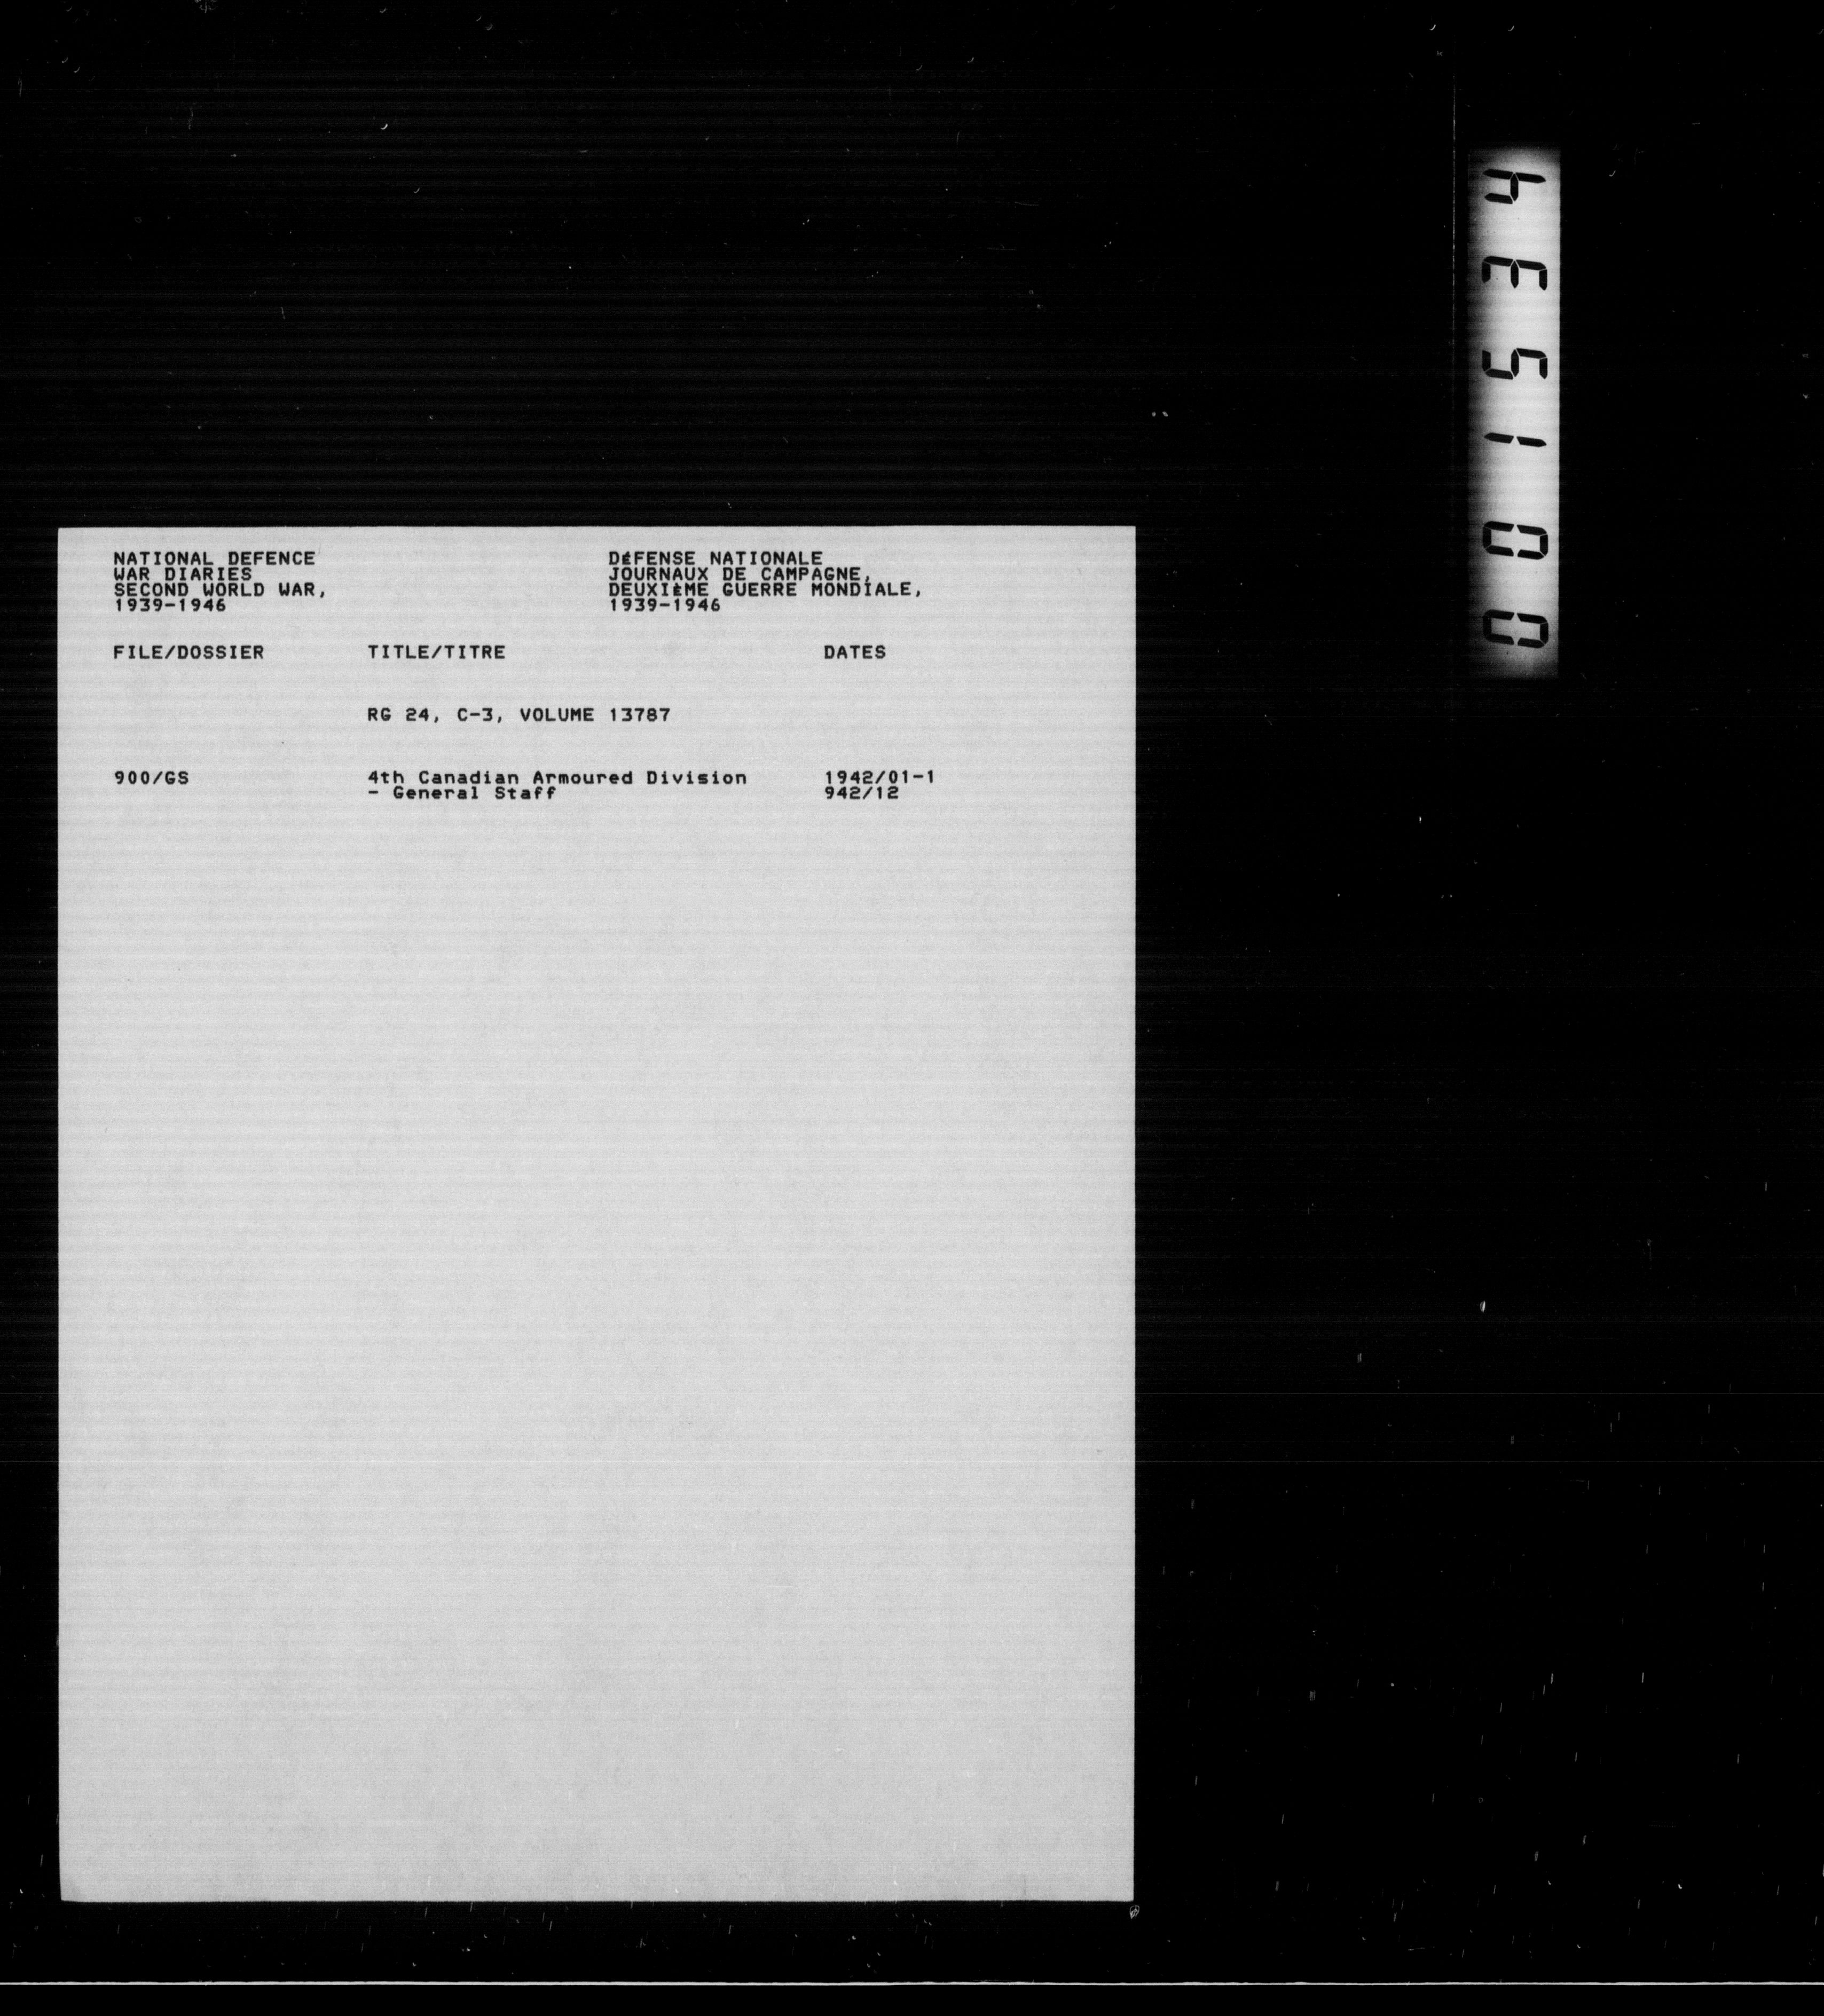 NATIONAL DEFENCE
WAR DIARIES
SECOND WORLD WAR,
1939-1946
DÉFENSE NATIONALE
JOURNAUX DE CAMPAGNE,
DEUXIÈME GUERRE MONDIALE,
1939-1946
FILE/DOSSIER TITLE/TITRE DATES
RG 24, C-3, VOLUME 13787
900/GS 4th Canadian Armoured Division 1942/01-1
- General Staff 942/12
001534